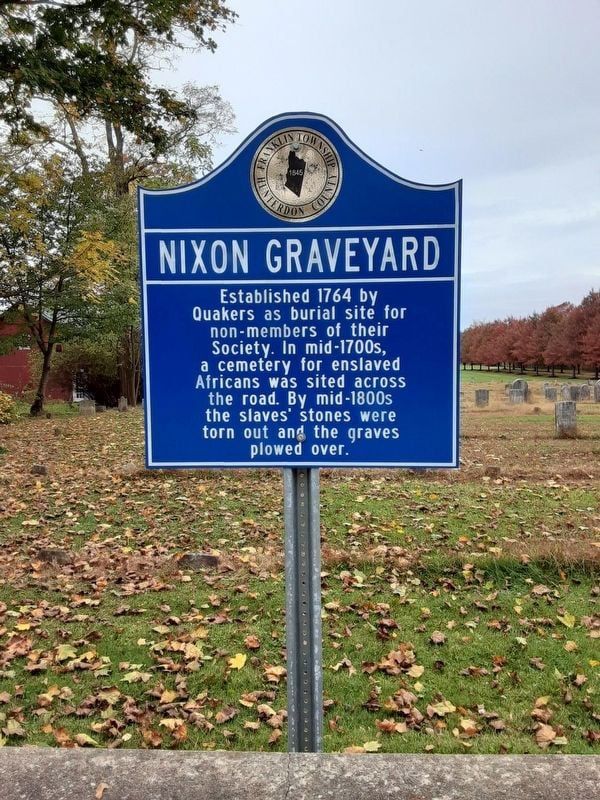 FRANKLIN TOWNSHIP
1845
HUNTERDON COUNTY
NIXON GRAVEYARD
Established 1764 by
Quakers as burial site for
non-members of their
Society. In mid-1700s,
a cemetery for enslaved
Africans was sited across
the road. By mid-1800s
the slaves' stones were
torn out and the graves
plowed over.